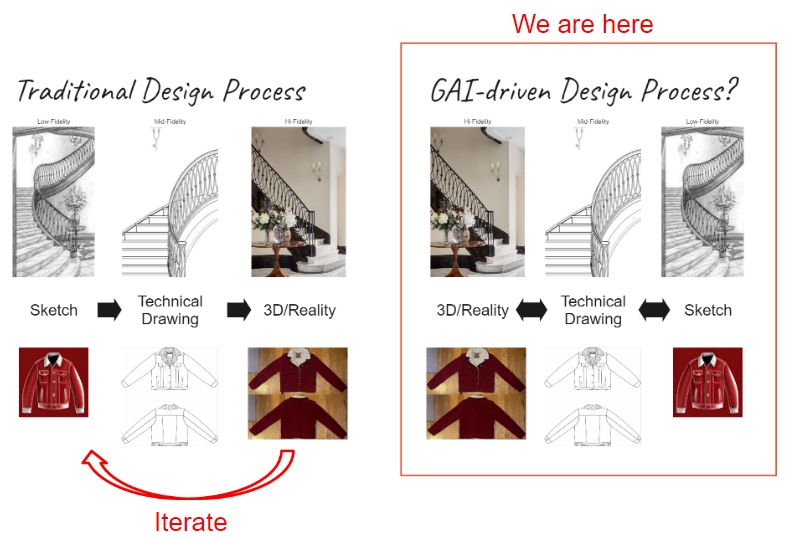 We are here
Traditional Design Process
Low-Fidelity
Mid-Fidelity
Hi-Fidelity
Sketch
Technical
Drawing
3D/Reality
Iterate
GAI-driven Design Process?
Hi-Fidelity
Mid-Fidelity
Low-Fidelity
3D/Reality
Technical
Drawing
Sketch